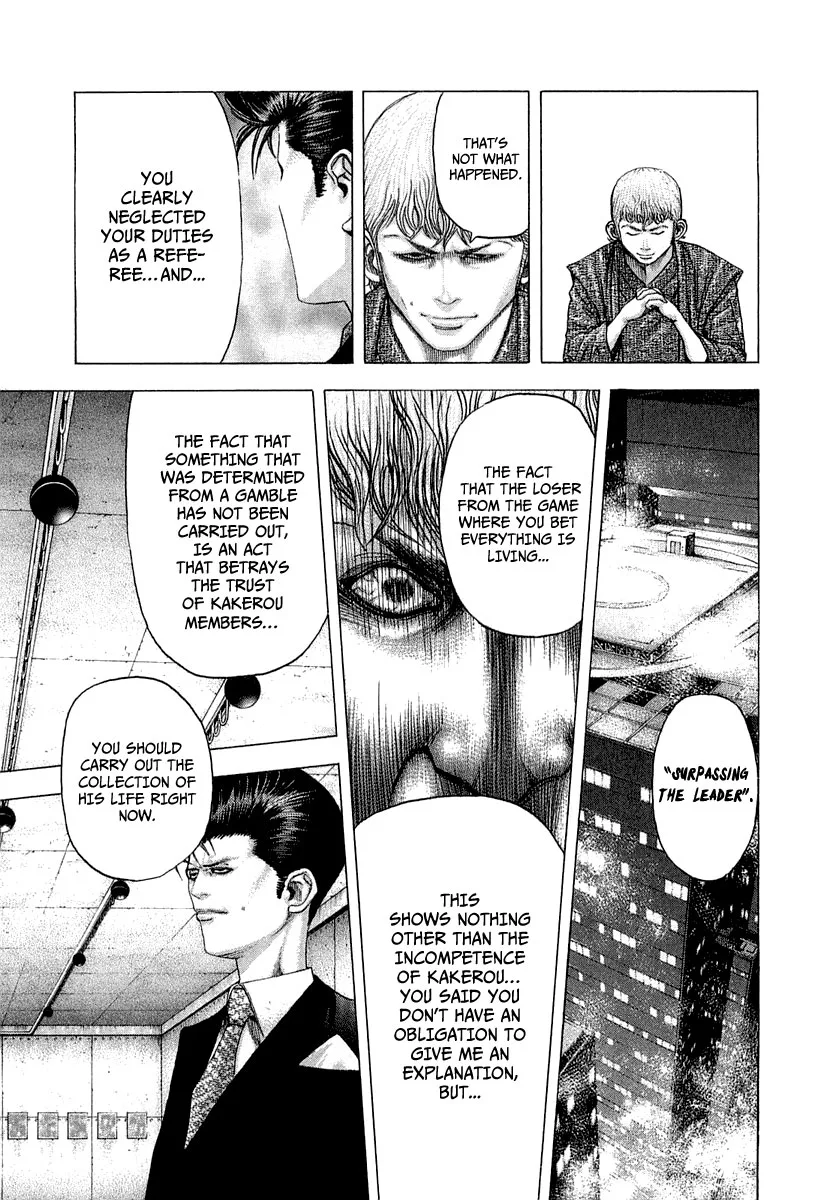 THAT'S
NOT WHAT
HAPPENED.
YOU
CLEARLY
NEGLECTED
YOUR DUTIES
AS A REFE-
REE...AND...
"SURPASSING
THE LEADER".
THE FACT
THAT THE LOSER
FROM THE GAME
WHERE YOU BET
EVERYTHING IS
LIVING...
THIS
SHOWS NOTHING
OTHER THAN THE
INCOMPETENCE
OF KAKEROU...
YOU SAID YOU
DON'T HAVE AN
OBLIGATION TO
GIVE ME AN
EXPLANATION,
BUT...
THE FACT THAT
SOMETHING THAT
WAS DETERMINED
FROM A GAMBLE
HAS NOT BEEN
CARRIED OUT,
IS AN ACT
THAT BETRAYS
THE TRUST
OF KAKEROU
MEMBERS...
YOU SHOULD
CARRY OUT THE
COLLECTION OF
HIS LIFE RIGHT
NOW.